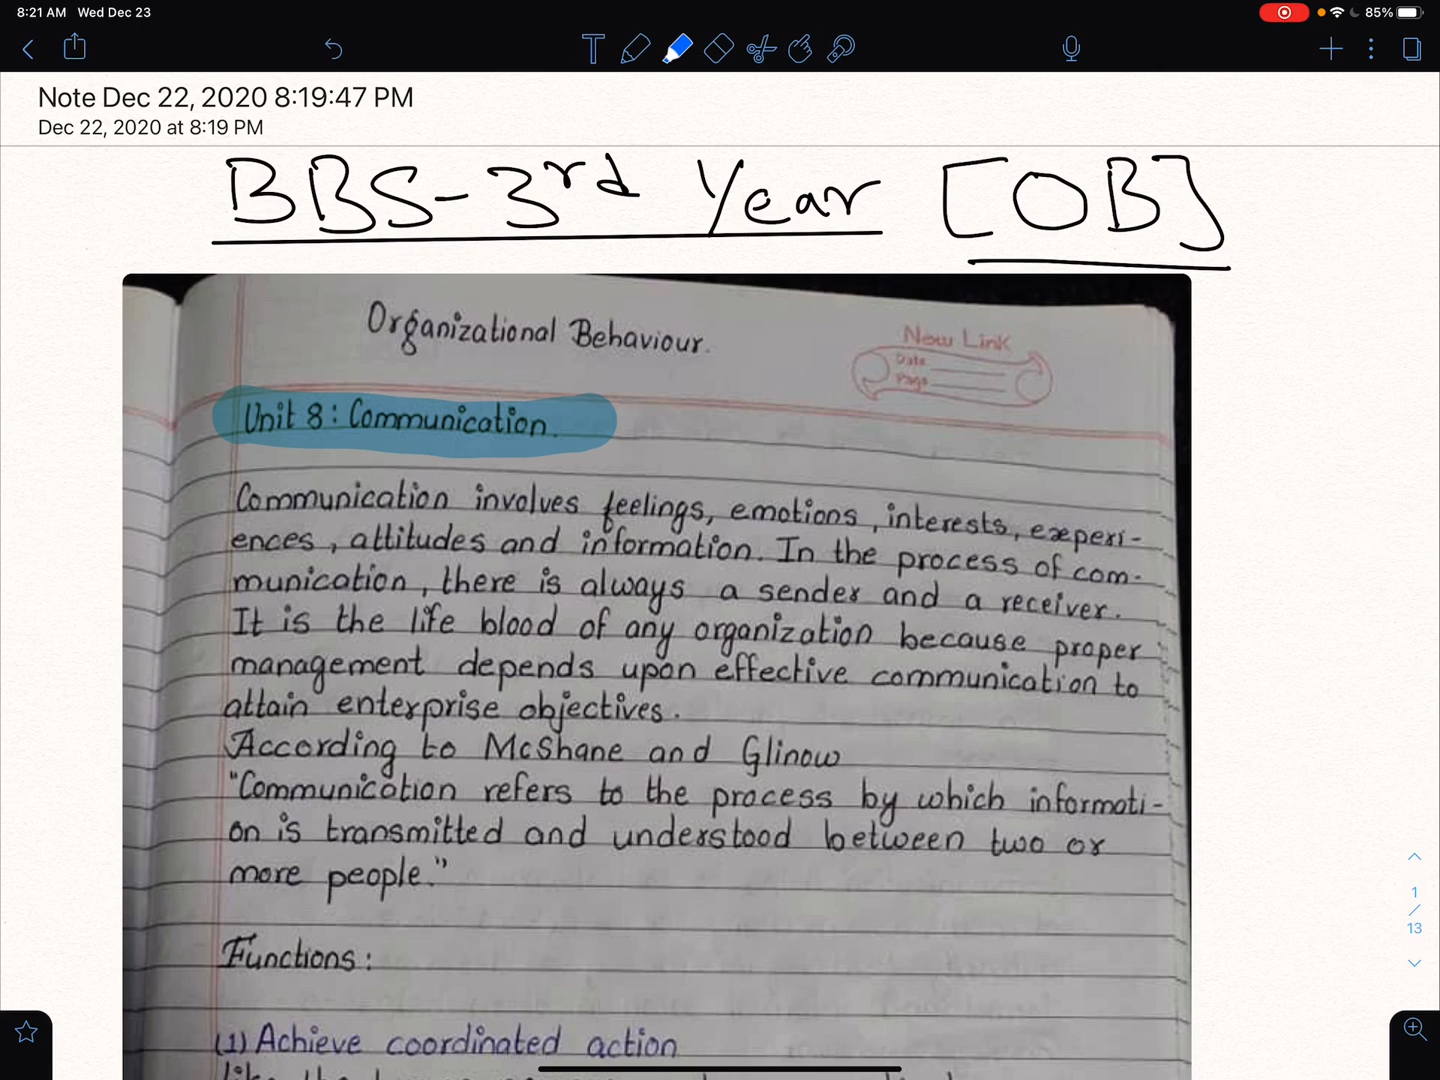 8:21 AM Wed Dec 23
85%
Note Dec 22, 2020 8:19:47 PM
Dec 22, 2020 at 8:19 PM
BBS-3rd Year [OB]
Organizational Behaviour.
New Link
Date
Page
Unit 8: Communication.
Communication involves feelings, emotions, interests, experi-
ences, attitudes and information. In the process of com-
munication, there is always a sender and a receiver.
It is the life blood of any organization because proper
management depends upon effective communication to
attain enterprise objectives.
According to McShane and Glinow
"Communication refers to the process by which informati-
on is transmitted and understood between two or
more people."
Functions:
(1) Achieve coordinated action
like the
1
/
13